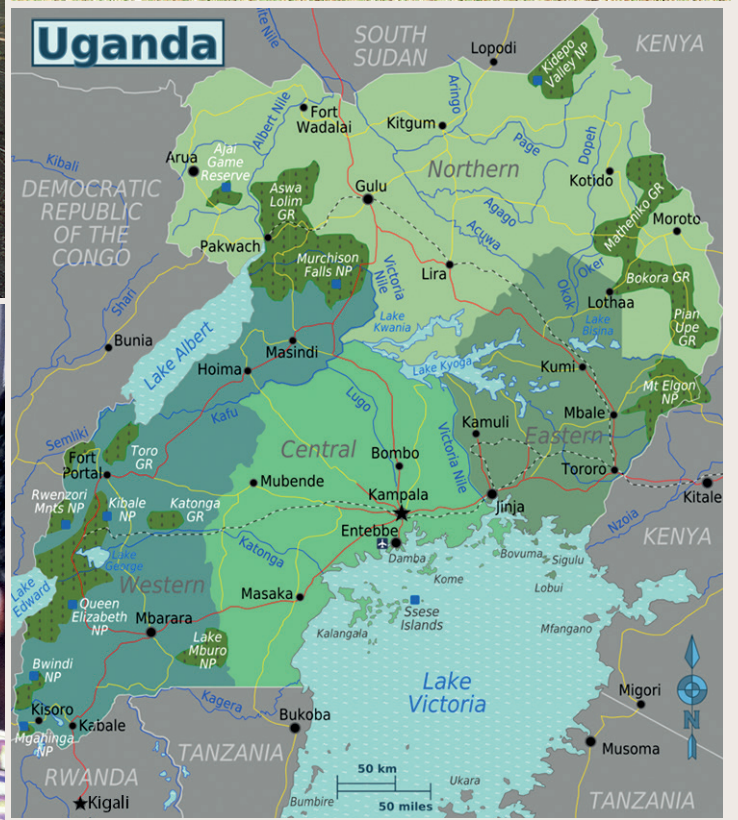 Uganda
White Nile
SOUTH
SUDAN
Lopodi
KENYA
Kidepo
Valley NP
Albert Nile
Fort
Wadalai
Kitgum
Aringo
Page
Dopeh
Kibali
Arua
Ajai
Game
Reserve
Northern
Kotido
DEMOCRATIC
REPUBLIC
OF THE
CONGO
Aswa
Lolim
GR
Gulu
Agago
Matheniko GR
Moroto
Acuwa
Pakwach
Murchison
Falls NP
Victoria
Nile
Lira
Oker
Okok
Bokora GR
Shari
Lothaa
Pian
Upe
GR
Lake
Kwania
Lake
Bisina
Bunia
Lake Albert
Masindi
Hoima
Lake Kyoga
Kumi
Mt Elgon
NP
Lugo
Kafu
Mbale
Semliki
Toro
GR
Central
Kamuli
Eastern
Victoria Nile
Fort
Portal
Bombo
Tororo
Mubende
Kampala
Kitale
Rwenzori
Mnts NP
Kibale
NP
Katonga
GR
Jinja
Entebbe
Nzoia
KENYA
Katonga
Damba
Bovuma
Sigulu
Lake
George
Kome
Lobui
Lake
Edward
Western
Masaka
Queen
Elizabeth
NP
Ssese
Islands
Mbarara
Kalangala
Mfangano
Lake
Mburo
NP
Bwindi
NP
Lake
Victoria
Kisoro
Kagera
Migori
N
Kabale
Bukoba
Mgahinga
NP
TANZANIA
Musoma
RWANDA
50 km
Ukara
Kigali
Bumbire
50 miles
TANZANIA